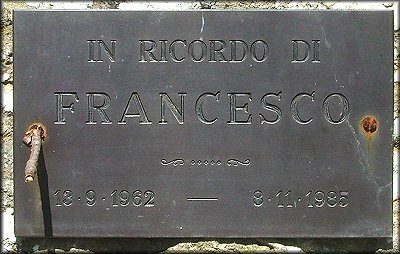 IN RICORDO DI
FRANCESCO
13·9·1962 — 8·11·1985